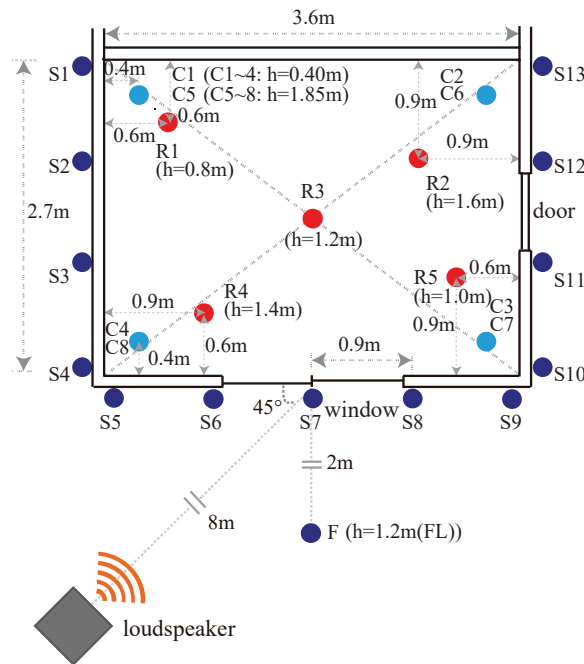 3.6m
S1
0.4m
C1 (C1~4: h=0.40m)
C5 (C5~8: h=1.85m)
C2
C6
S13
0.6m
0.9m
0.6m
R1
(h=0.8m)
0.9m
S2
S12
R2
(h=1.6m)
R3
2.7m
door
(h=1.2m)
S3
S11
0.6m
R5
(h=1.0m)
0.9m
R4
(h=1.4m)
C3
C7
C4
C8
0.4m
0.6m
0.9m
0.9m
S4
S10
45°
window
S5
S6
S7
S8
S9
2m
8m
F (h=1.2m(FL))
loudspeaker